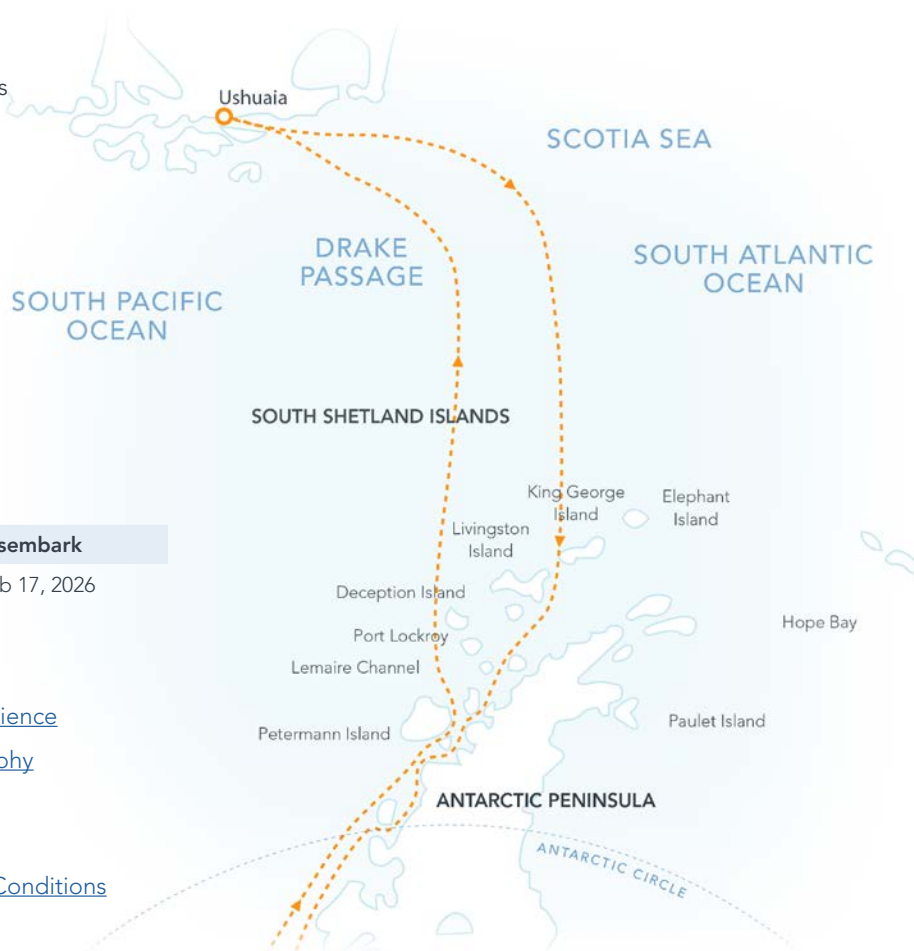 s
Ushuaia
SCOTIA SEA
DRAKE
PASSAGE
SOUTH ATLANTIC
OCEAN
SOUTH PACIFIC
OCEAN
SOUTH SHETLAND ISLANDS
King George
Island
Elephant
Island
Livingston
Island
sembark
b 17, 2026
Deception Island
Hope Bay
Port Lockroy
Lemaire Channel
ience
Paulet Island
Petermann Island
phy
ANTARCTIC PENINSULA
ANTARCTIC CIRCLE
Conditions